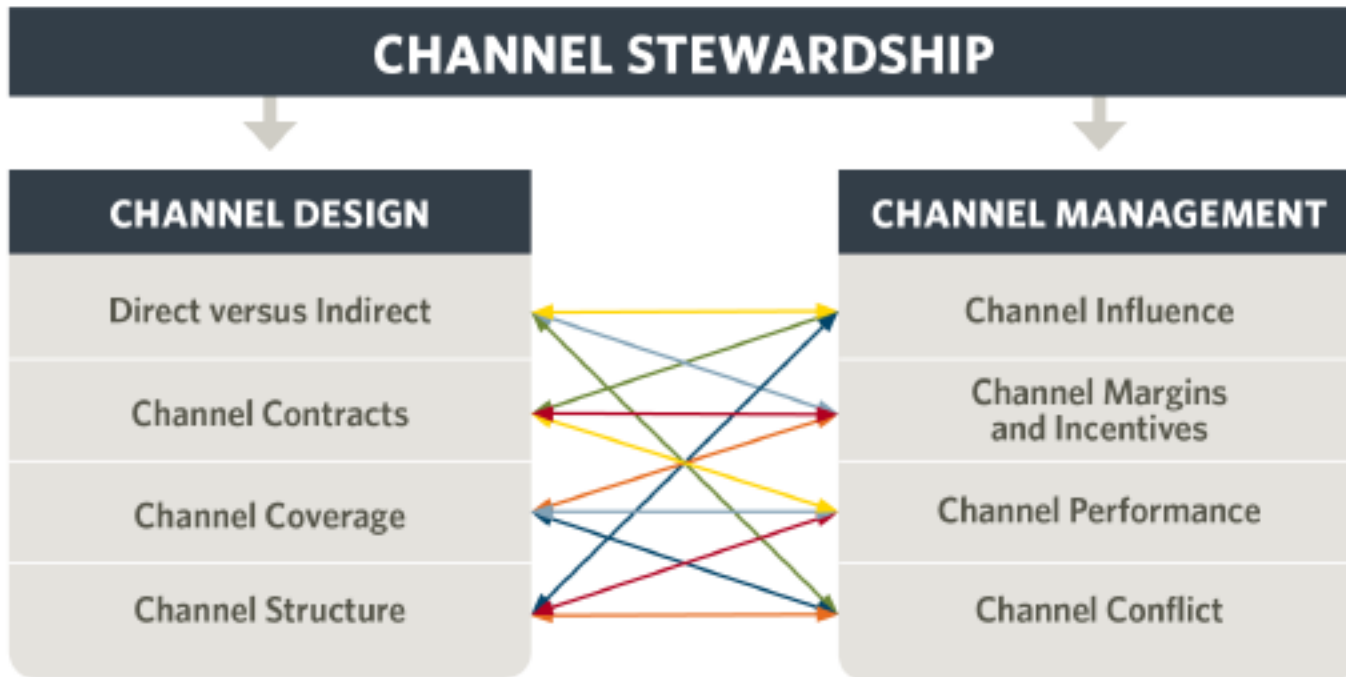 CHANNEL STEWARDSHIP
CHANNEL DESIGN
Direct versus Indirect
Channel Contracts
Channel Coverage
Channel Structure
CHANNEL MANAGEMENT
Channel Influence
Channel Margins
and Incentives
Channel Performance
Channel Conflict